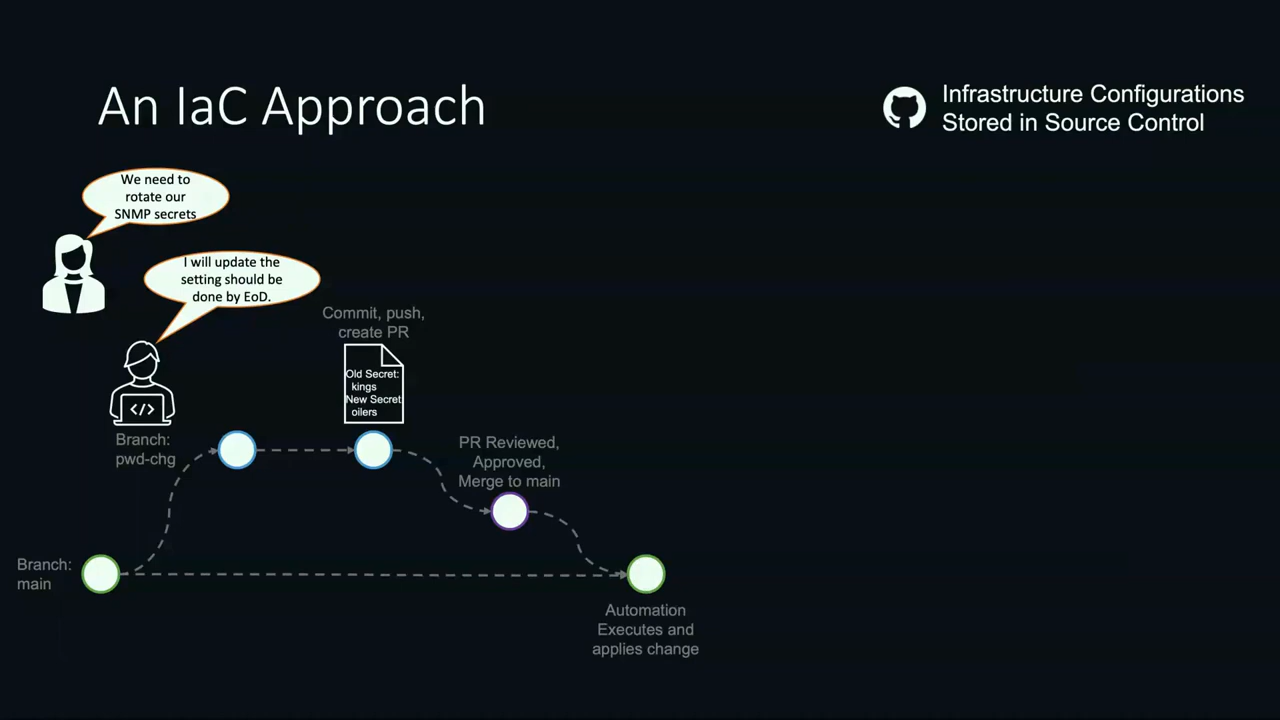 An IaC Approach
Infrastructure Configurations
Stored in Source Control
We need to
rotate our
SNMP secrets
I will update the
setting should be
done by EoD.
Commit, push,
create PR
Old Secret:
kings
New Secret
oilers
Branch:
pwd-chg
PR Reviewed,
Approved,
Merge to main
Branch:
main
Automation
Executes and
applies change